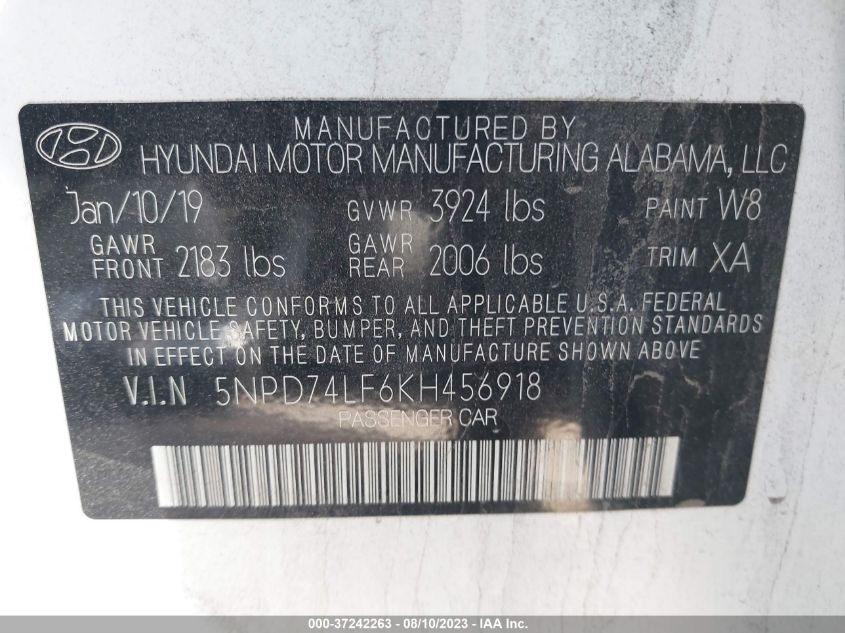 MANUFACTURED BY
HYUNDAI MOTOR MANUFACTURING ALABAMA, LLC
Jan/10/19 GVWR 3924 lbs PAINT W8
GAWR FRONT 2183 lbs GAWR REAR 2006 lbs TRIM XA
THIS VEHICLE CONFORMS TO ALL APPLICABLE U.S.A. FEDERAL
MOTOR VEHICLE SAFETY, BUMPER, AND THEFT PREVENTION STANDARDS
IN EFFECT ON THE DATE OF MANUFACTURE SHOWN ABOVE
V.I.N 5NPD74LF6KH456918
PASSENGER CAR
000-37242263 - 08/10/2023 - IAA Inc.